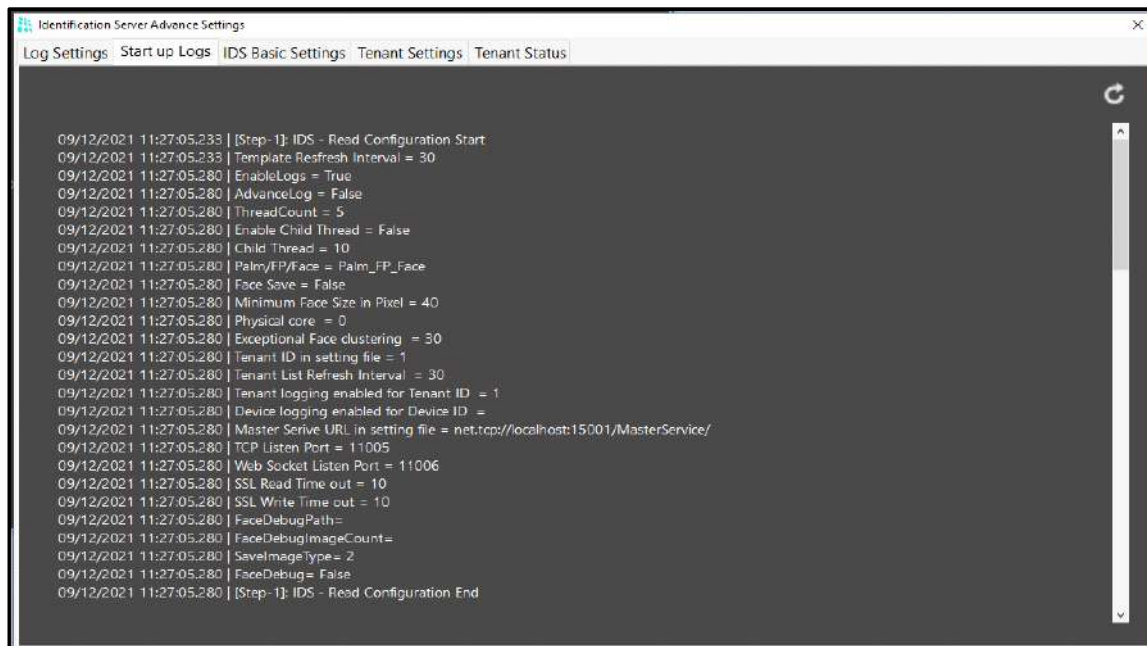 Identification Server Advance Settings
Log Settings Start up Logs IDS Basic Settings Tenant Settings Tenant Status
09/12/2021 11:27:05.233 | [Step-1]: IDS - Read Configuration Start
09/12/2021 11:27:05.233 | Template Resfresh Interval = 30
09/12/2021 11:27:05.280 | EnableLogs = True
09/12/2021 11:27:05.280 | AdvanceLog = False
09/12/2021 11:27:05.280 | ThreadCount = 5
09/12/2021 11:27:05.280 | Enable Child Thread = False
09/12/2021 11:27:05.280 | Child Thread = 10
09/12/2021 11:27:05.280 | Palm/FP/Face = Palm_FP_Face
09/12/2021 11:27:05.280 | Face Save = False
09/12/2021 11:27:05.280 | Minimum Face Size in Pixel = 40
09/12/2021 11:27:05.280 | Physical core = 0
09/12/2021 11:27:05.280 | Exceptional Face clustering = 30
09/12/2021 11:27:05.280 | Tenant ID in setting file = 1
09/12/2021 11:27:05.280 | Tenant List Refresh Interval = 30
09/12/2021 11:27:05.280 | Tenant logging enabled for Tenant ID = 1
09/12/2021 11:27:05.280 | Device logging enabled for Device ID =
09/12/2021 11:27:05.280 | Master Serive URL in setting file = net.tcp://localhost:15001/MasterService/
09/12/2021 11:27:05.280 | TCP Listen Port = 11005
09/12/2021 11:27:05.280 | Web Socket Listen Port = 11006
09/12/2021 11:27:05.280 | SSL Read Time out = 10
09/12/2021 11:27:05.280 | SSL Write Time out = 10
09/12/2021 11:27:05.280 | FaceDebugPath=
09/12/2021 11:27:05.280 | FaceDebugImageCount=
09/12/2021 11:27:05.280 | SaveImageType= 2
09/12/2021 11:27:05.280 | FaceDebug= False
09/12/2021 11:27:05.280 | [Step-1]: IDS - Read Configuration End